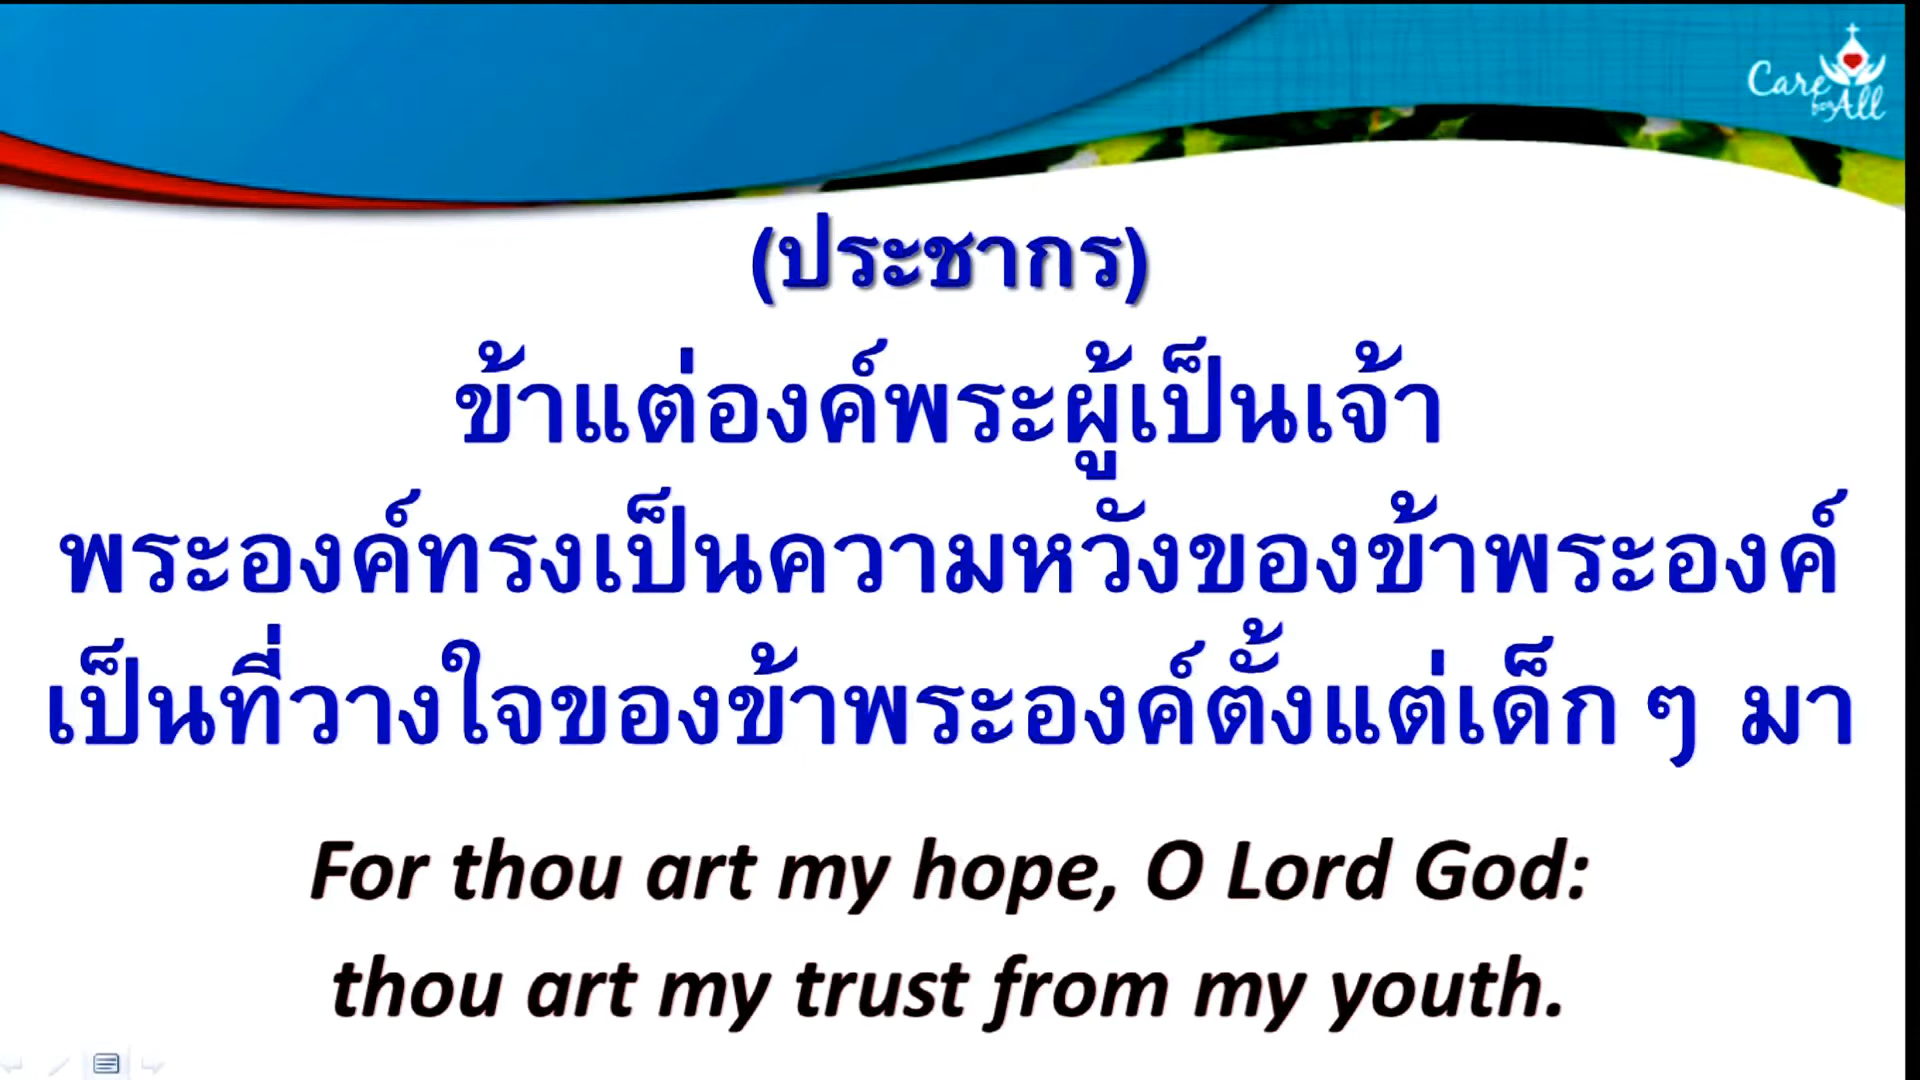 Care
for All
(ประชากร)
ข้าแต่องค์พระผู้เป็นเจ้า
พระองค์ทรงเป็นความหวังของข้าพระองค์
เป็นที่วางใจของข้าพระองค์ตั้งแต่เด็ก ๆ มา
For thou art my hope, O Lord God:
thou art my trust from my youth.